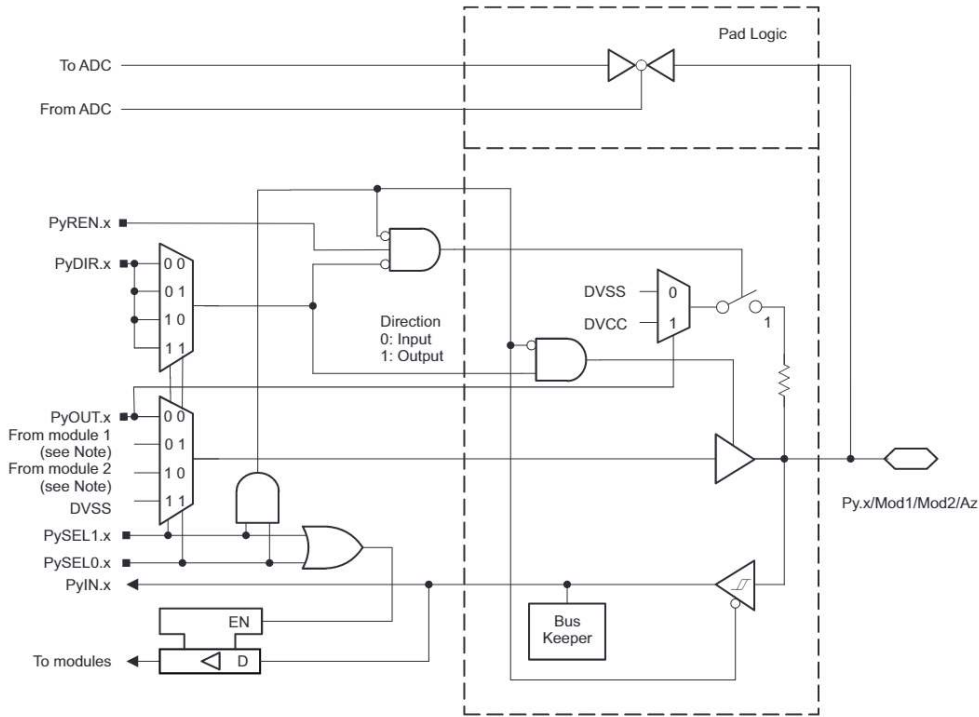 Pad Logic
To ADC
From ADC
PyREN.x
PyDIR.x
0 0
0 1
1 0
1 1
Direction
0: Input
1: Output
DVSS
0
DVCC
1
1
PyOUT.x
0 0
From module 1
(see Note)
0 1
From module 2
(see Note)
1 0
DVSS
1 1
PySEL1.x
PySEL0.x
PyIN.x
Py.x/Mod1/Mod2/Az
EN
D
To modules
Bus
Keeper